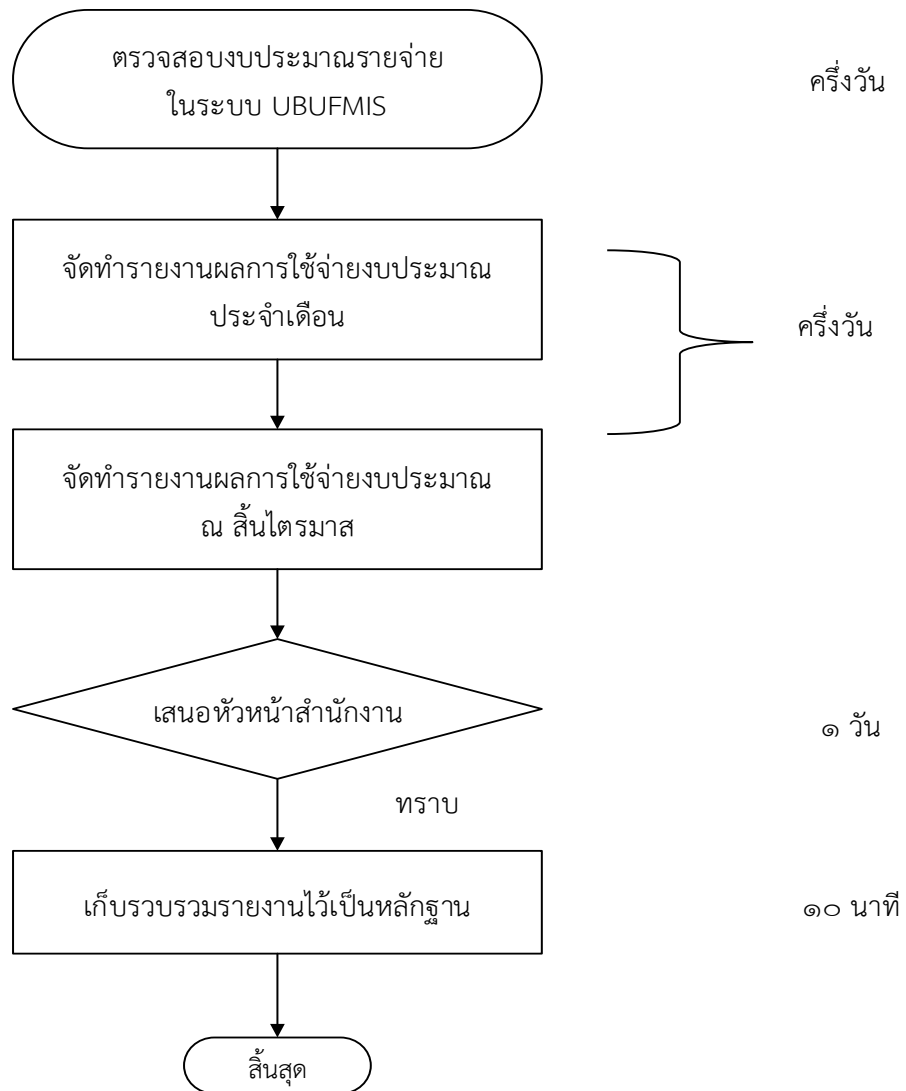 ตรวจสอบงบประมาณรายจ่าย
ในระบบ UBUFMIS
ครึ่งวัน
จัดทำรายงานผลการใช้จ่ายงบประมาณ
ประจำเดือน
ครึ่งวัน
จัดทำรายงานผลการใช้จ่ายงบประมาณ
ณ สิ้นไตรมาส
เสนอหัวหน้าสำนักงาน
๑ วัน
ทราบ
เก็บรวบรวมรายงานไว้เป็นหลักฐาน
๑๐ นาที
สิ้นสุด